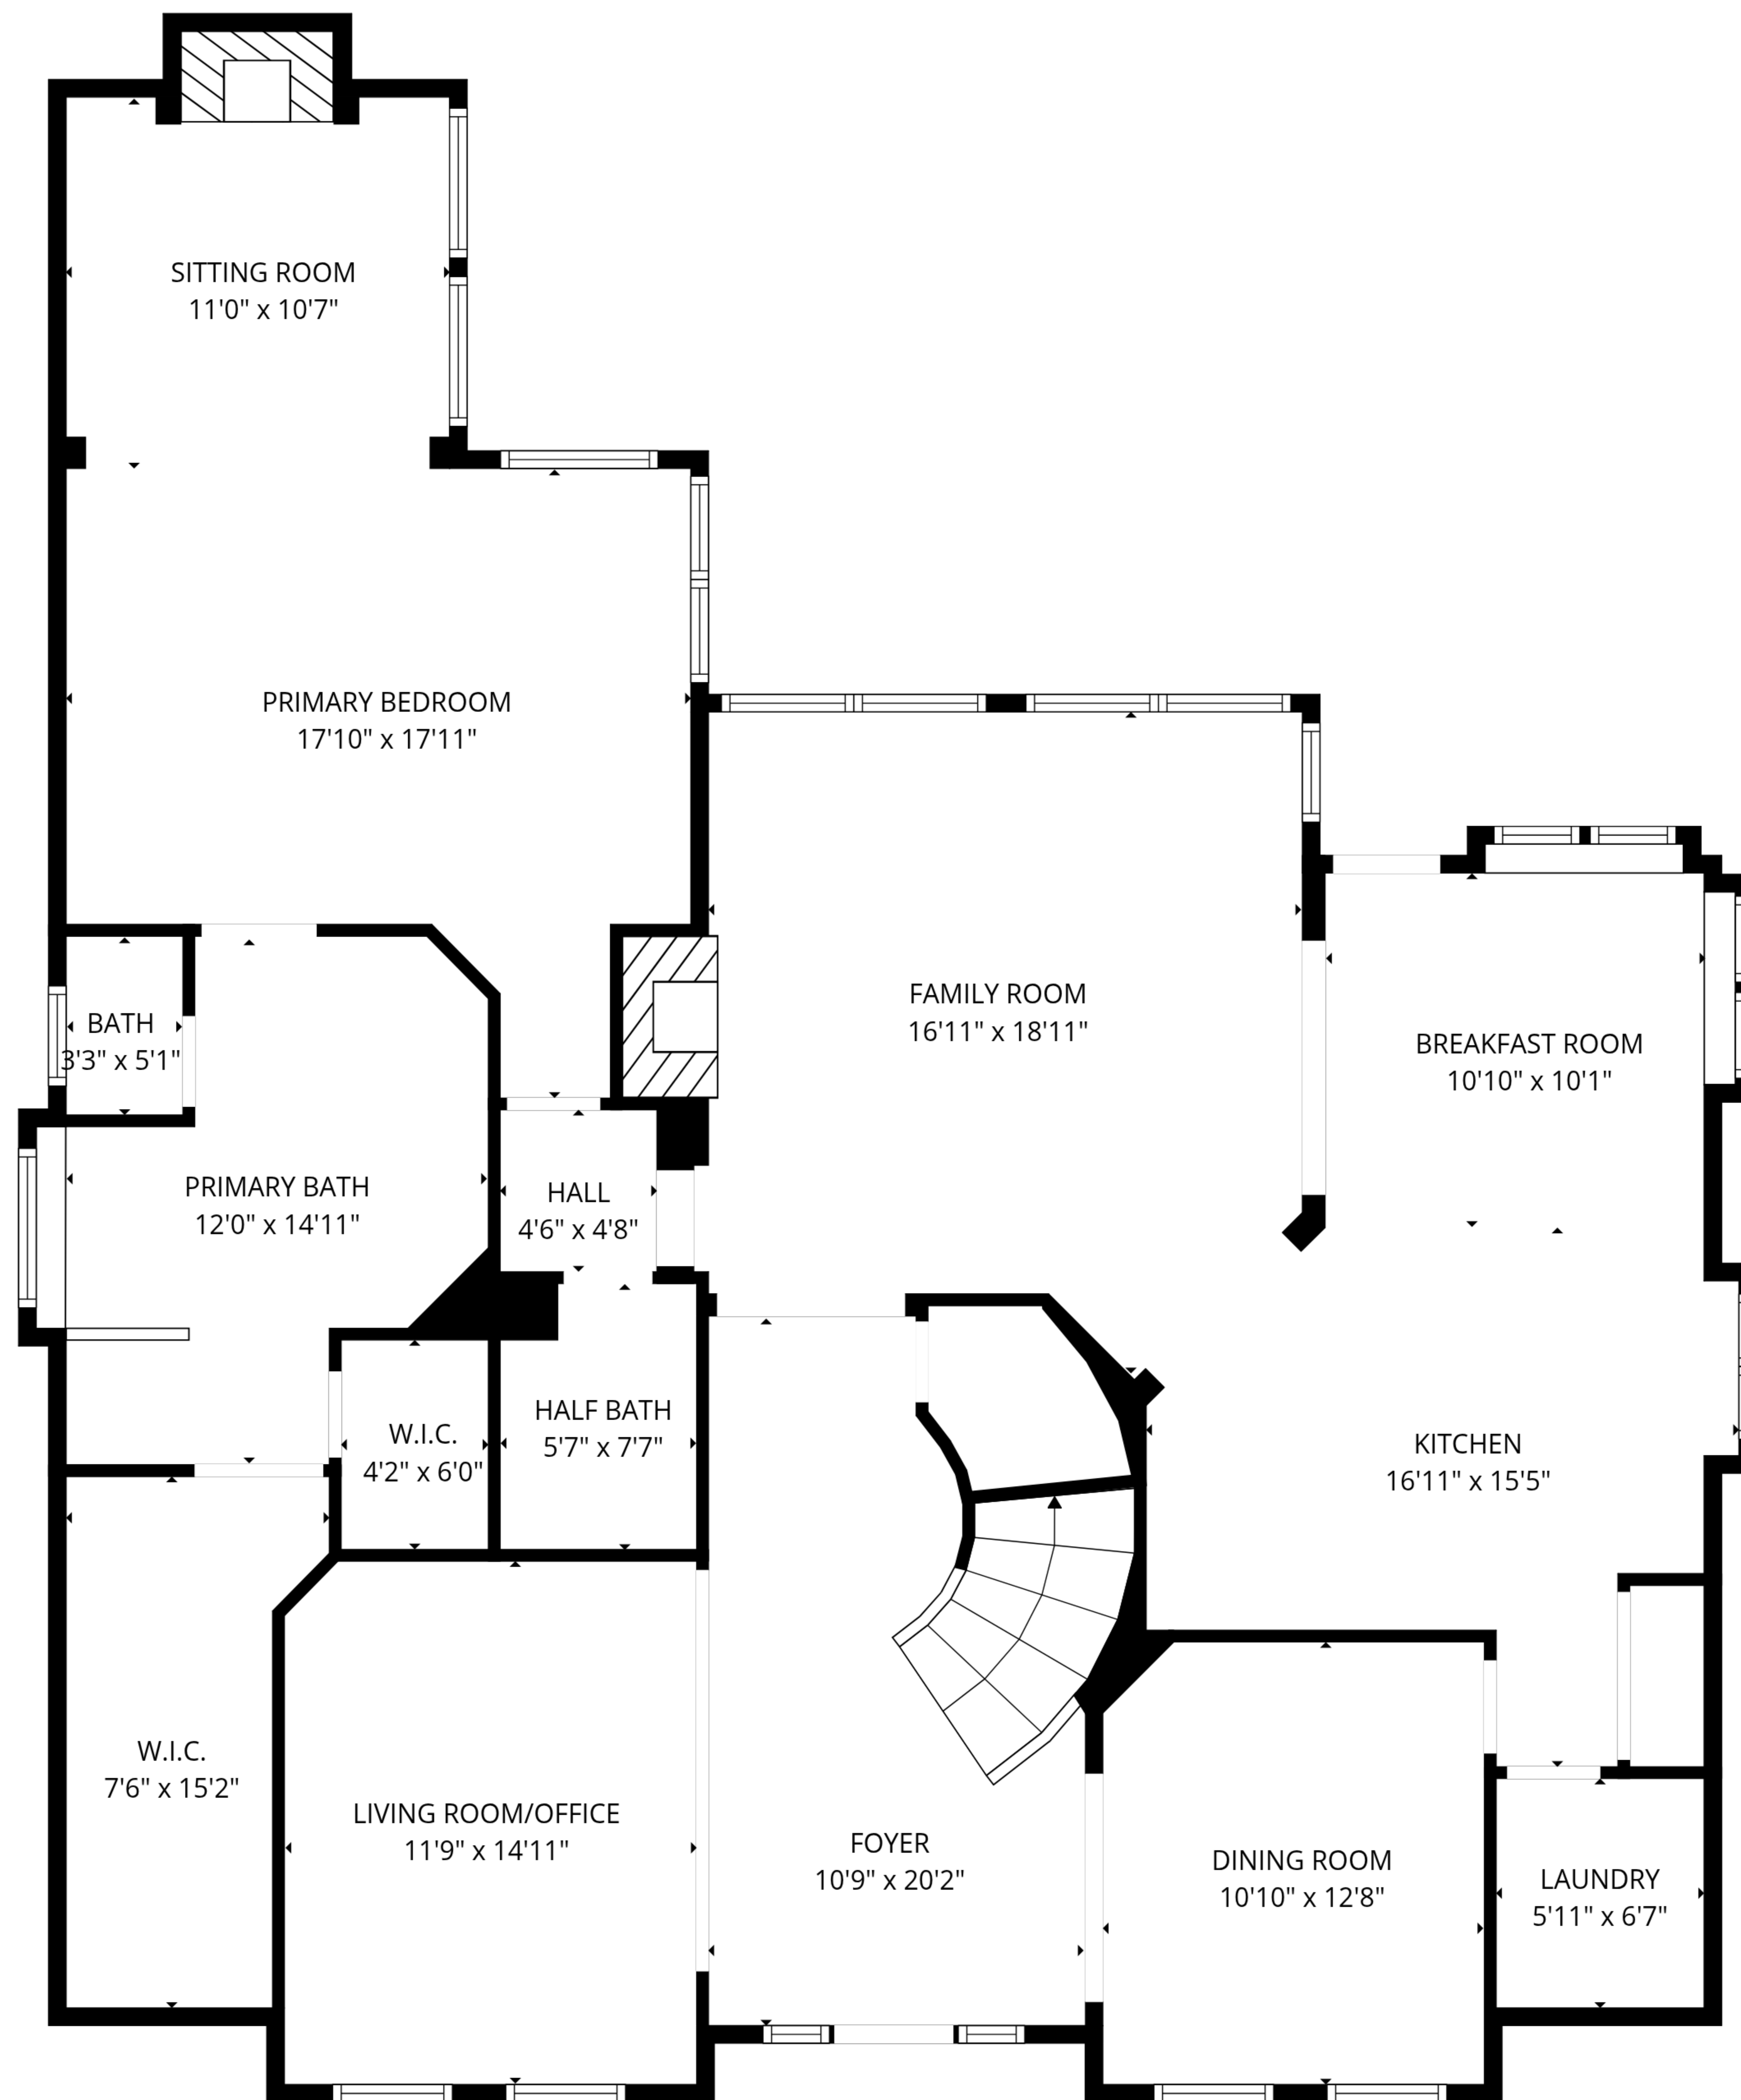 SITTING ROOM
11'0" x 10'7"
PRIMARY BEDROOM
17'10" x 17'11"
FAMILY ROOM
16'11" x 18'11"
BATH
3'3" x 5'1"
BREAKFAST ROOM
10'10" x 10'1"
PRIMARY BATH
12'0" x 14'11"
HALL
4'6" x 4'8"
HALF BATH
5'7" x 7'7"
W.I.C.
4'2" x 6'0"
KITCHEN
16'11" x 15'5"
W.I.C.
7'6" x 15'2"
LIVING ROOM/OFFICE
11'9" x 14'11"
FOYER
10'9" x 20'2"
DINING ROOM
10'10" x 12'8"
LAUNDRY
5'11" x 6'7"